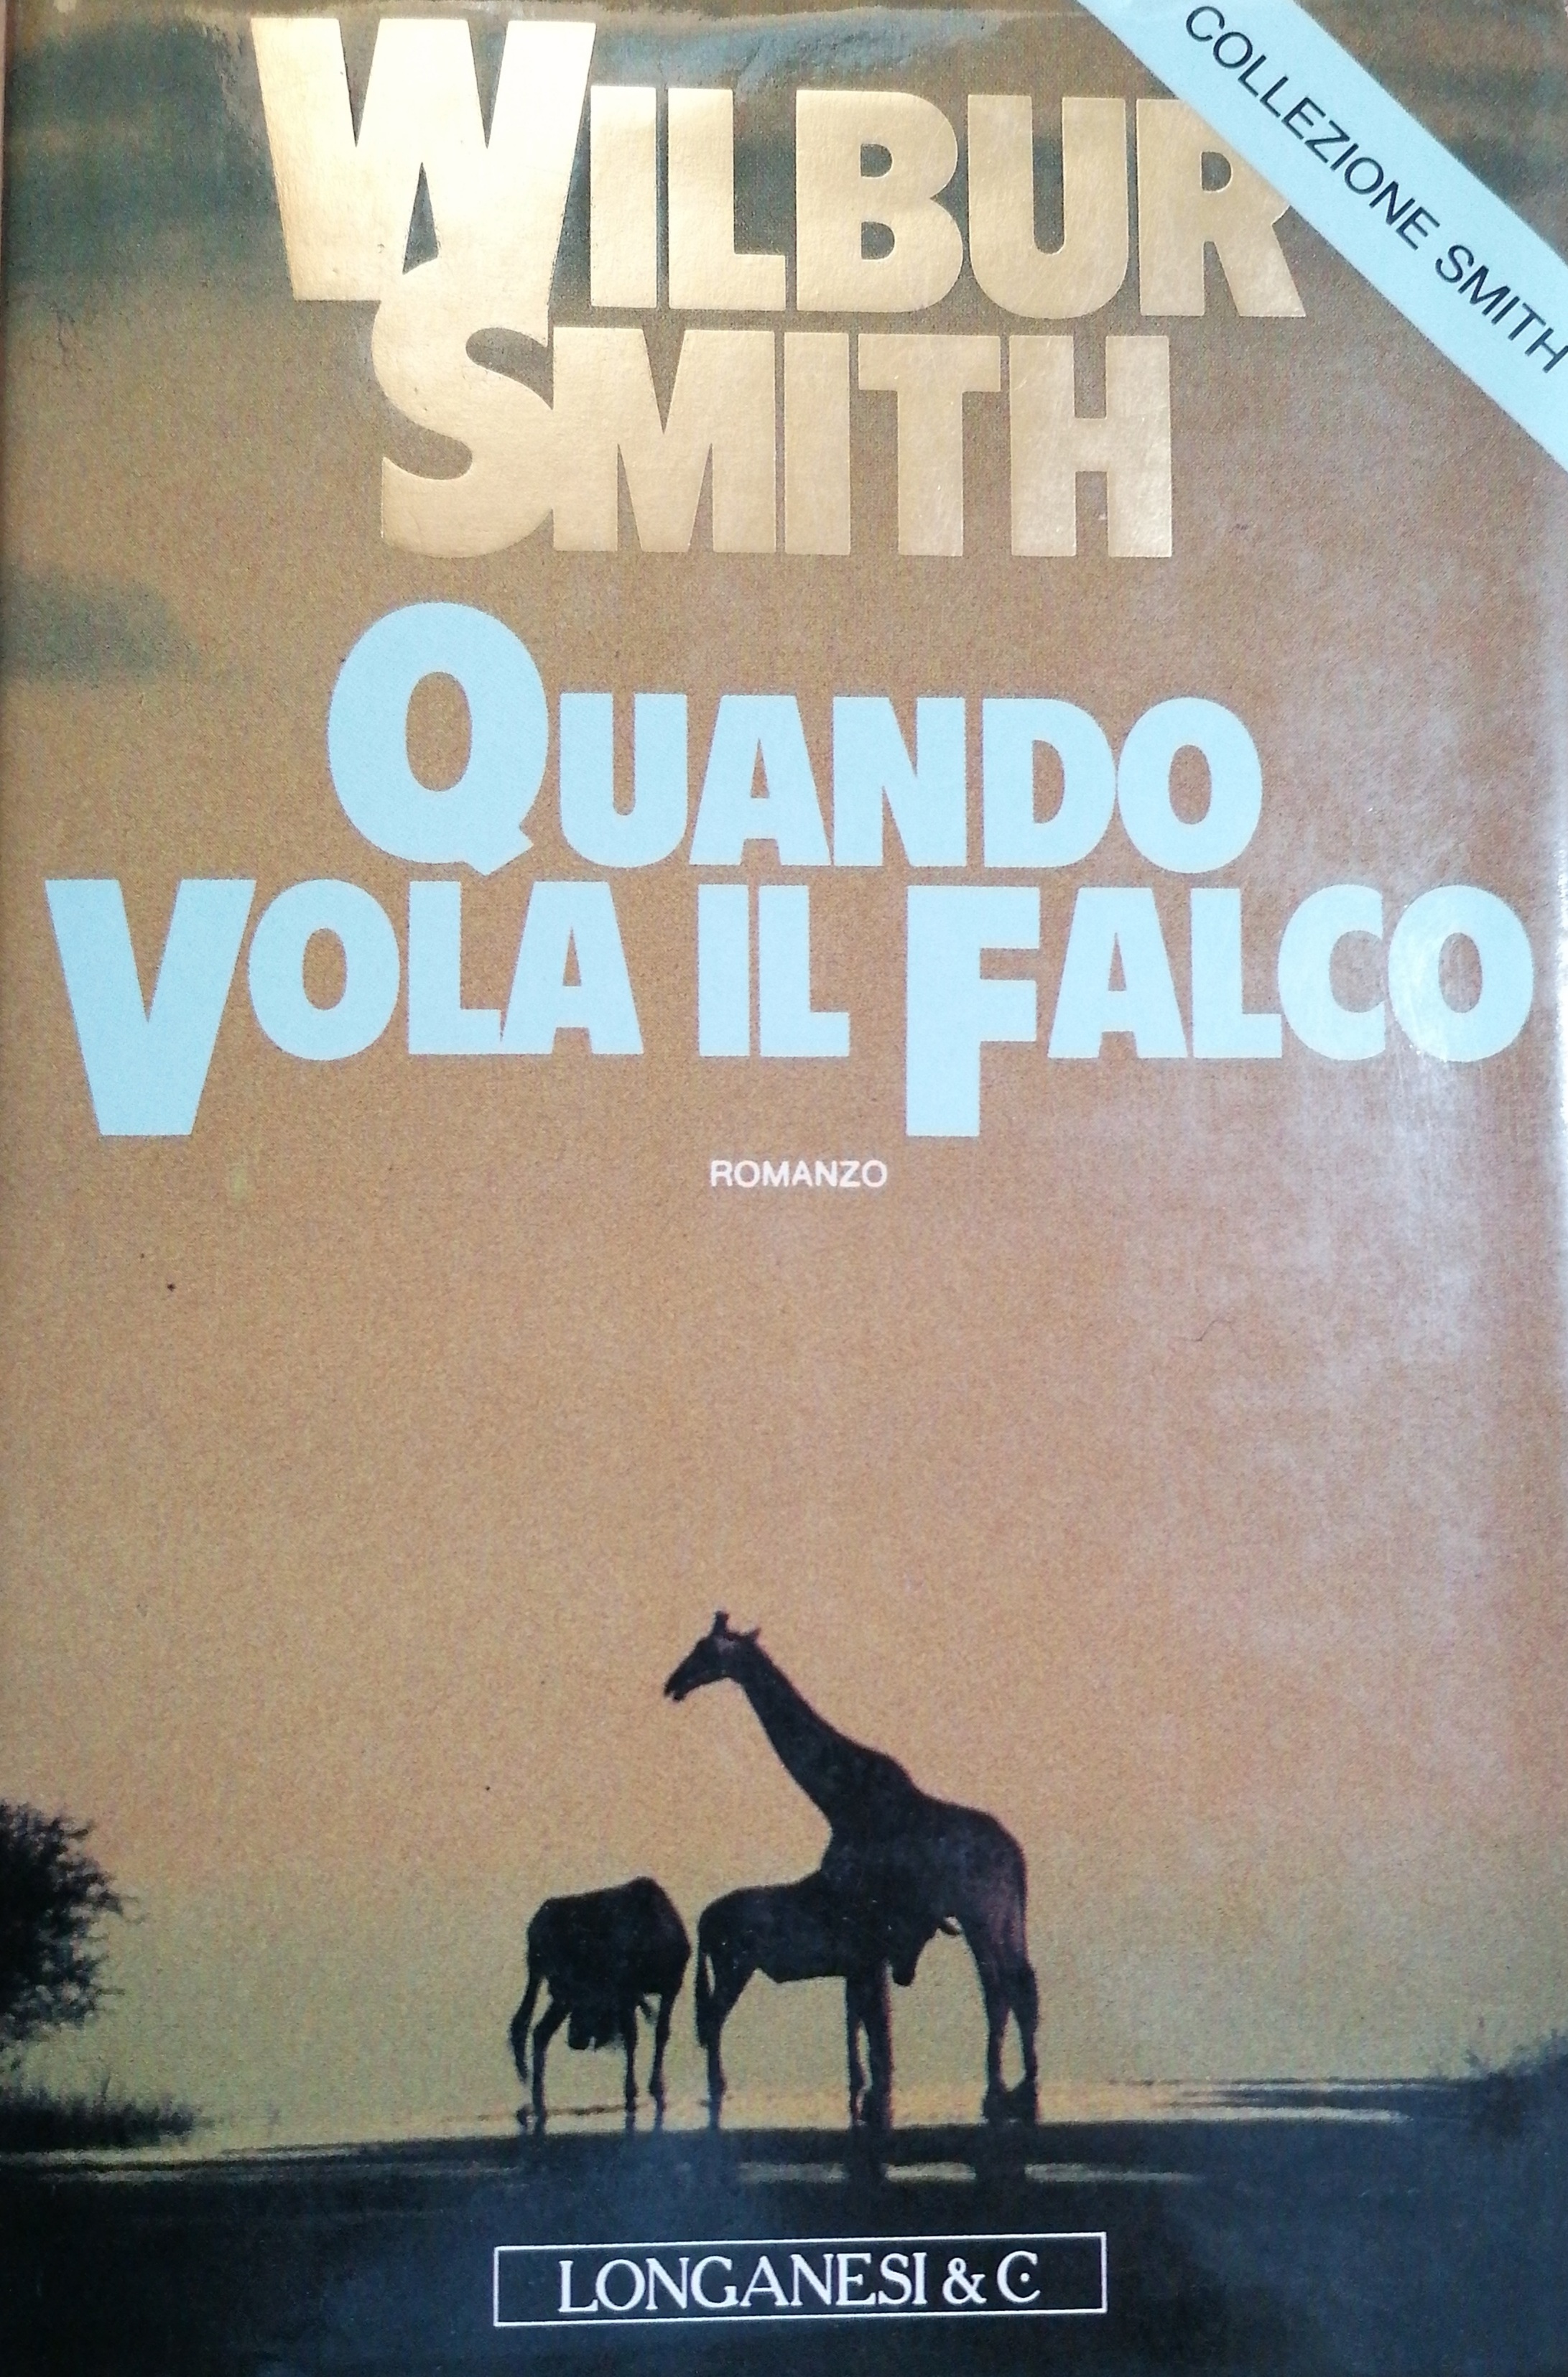 WILBUR
SMITH
COLLEZIONE SMITH
QUANDO
VOLA IL FALCO
ROMANZO
LONGANESI & C.